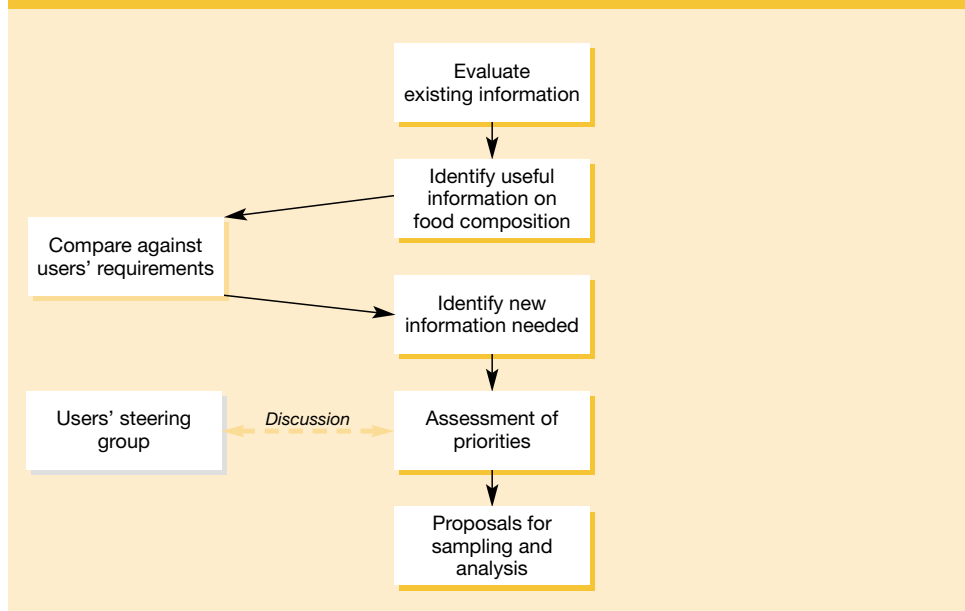 Evaluate
existing information
Identify useful
information on
food composition
Compare against
users’ requirements
Identify new
information needed
Users’ steering
group
Discussion
Assessment of
priorities
Proposals for
sampling and
analysis